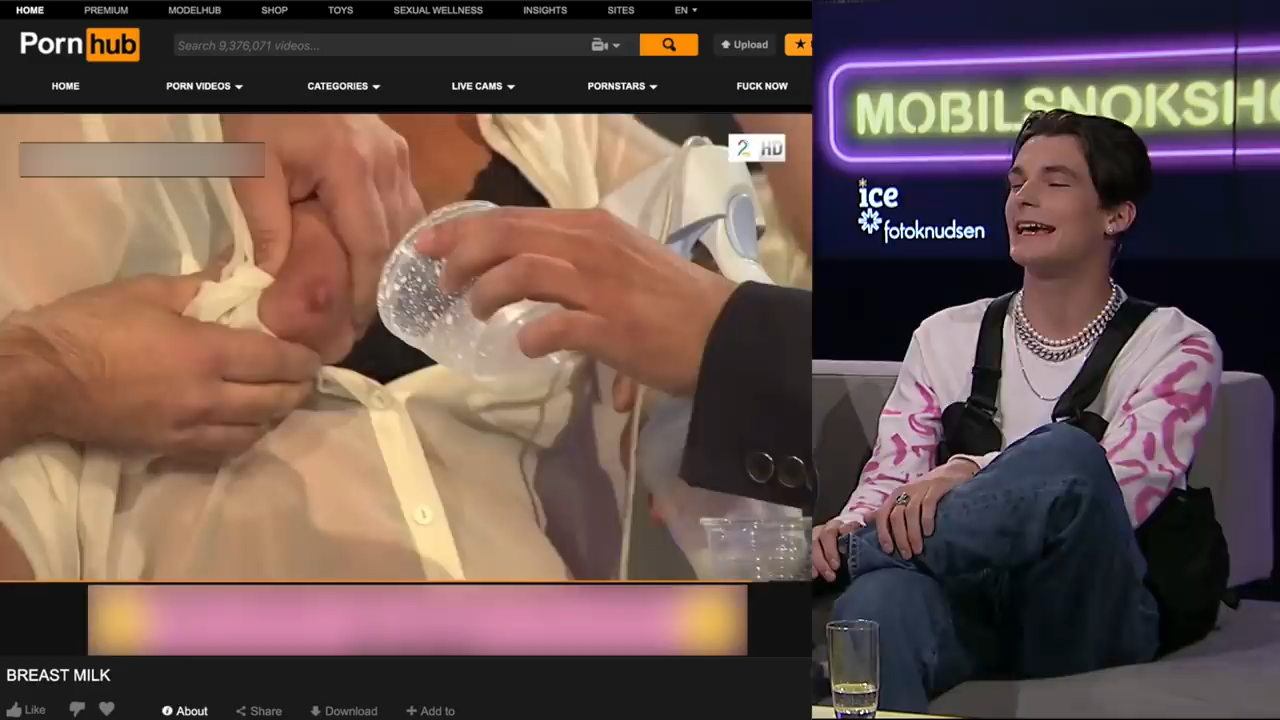 HOME PREMIUM MODELHUB SHOP TOYS SEXUAL WELLNESS INSIGHTS SITES EN
Porn hub
Search 9,376,071 videos...
Upload
HOME PORN VIDEOS CATEGORIES LIVE CAMS PORNSTARS FUCK NOW
2 HD
BREAST MILK
Like About Share Download Add to
MOBILSNOKSHO
ice
fotoknudsen